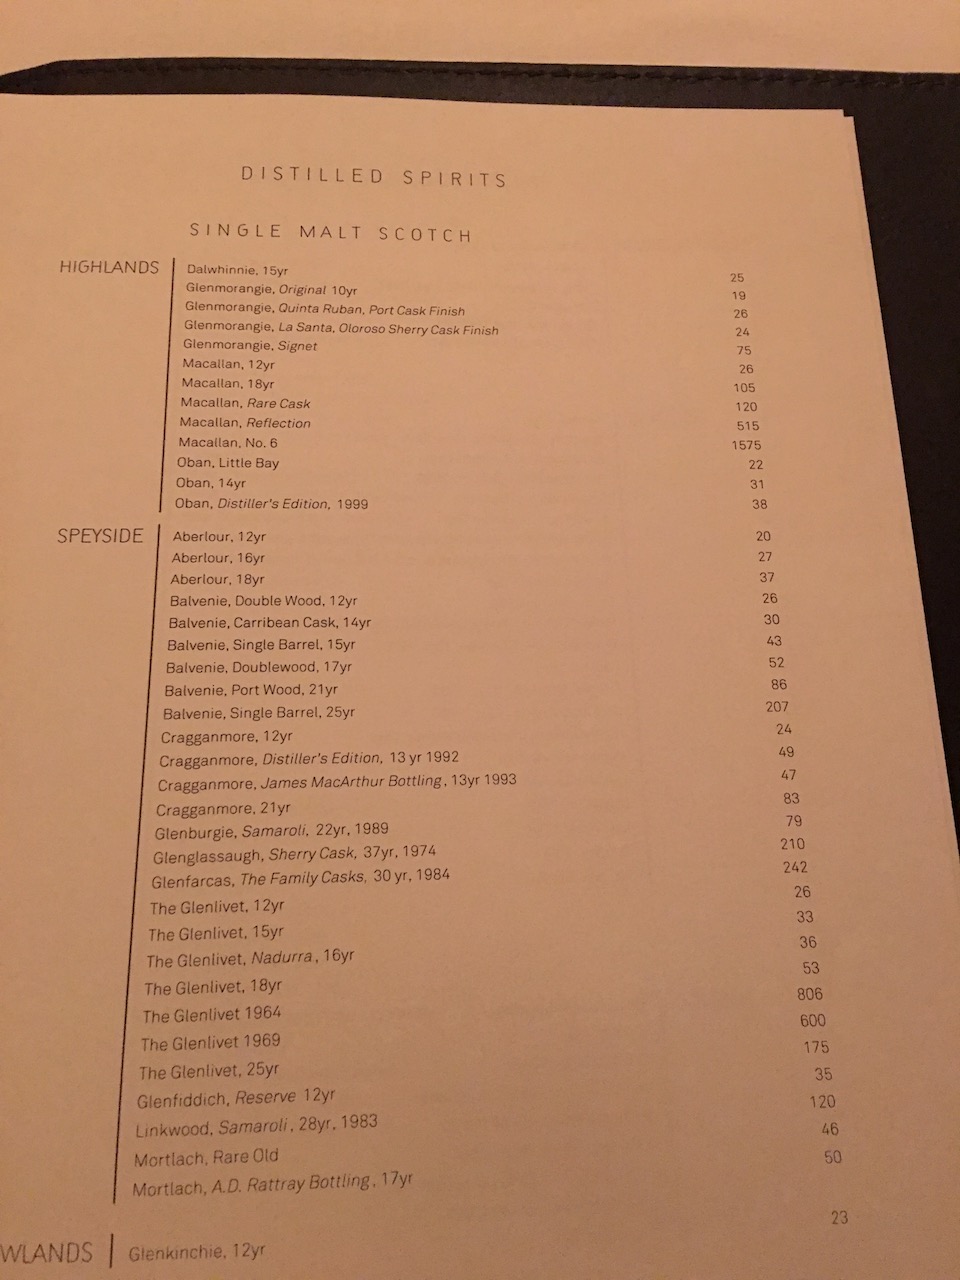 DISTILLED SPIRITS
SINGLE MALT SCOTCH
HIGHLANDS
Dalwhinnie, 15yr 25
Glenmorangie, Original 10yr 19
Glenmorangie, Quinta Ruban, Port Cask Finish 26
Glenmorangie, La Santa, Oloroso Sherry Cask Finish 24
Glenmorangie, Signet 75
Macallan, 12yr 26
Macallan, 18yr 105
Macallan, Rare Cask 120
Macallan, Reflection 515
Macallan, No. 6 1575
Oban, Little Bay 22
Oban, 14yr 31
Oban, Distiller's Edition, 1999 38
SPEYSIDE
Aberlour, 12yr 20
Aberlour, 16yr 27
Aberlour, 18yr 37
Balvenie, Double Wood, 12yr 26
Balvenie, Carribean Cask, 14yr 30
Balvenie, Single Barrel, 15yr 43
Balvenie, Doublewood, 17yr 52
Balvenie, Port Wood, 21yr 86
Balvenie, Single Barrel, 25yr 207
Cragganmore, 12yr 24
Cragganmore, Distiller's Edition, 13 yr 1992 49
Cragganmore, James MacArthur Bottling, 13yr 1993 47
Cragganmore, 21yr 83
Glenburgie, Samaroli, 22yr, 1989 79
Glenglassaugh, Sherry Cask, 37yr, 1974 210
Glenfarcas, The Family Casks, 30 yr, 1984 242
The Glenlivet, 12yr 26
The Glenlivet, 15yr 33
The Glenlivet, Nadurra, 16yr 36
The Glenlivet, 18yr 53
The Glenlivet 1964 806
The Glenlivet 1969 600
The Glenlivet, 25yr 175
Glenfiddich, Reserve 12yr 35
Linkwood, Samaroli, 28yr, 1983 120
Mortlach, Rare Old 46
Mortlach, A.D. Rattray Bottling, 17yr 50
WLANDS
Glenkinchie, 12yr 23